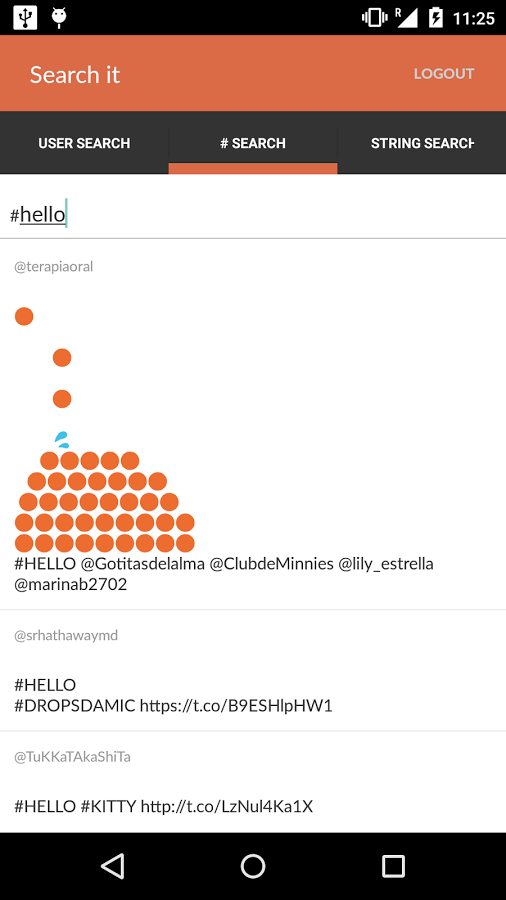 R 11:25
Search it LOGOUT
USER SEARCH # SEARCH STRING SEARCH
#hello
@terapiaoral
#HELLO @Gotitasdelalma @ClubdeMinnies @lily_estrella
@marinab2702
@srhathawaymd
#HELLO
#DROPSDAMIC https://t.co/B9ESHlpHW1
@TuKKaTAkaShiTa
#HELLO #KITTY http://t.co/LzNul4Ka1X